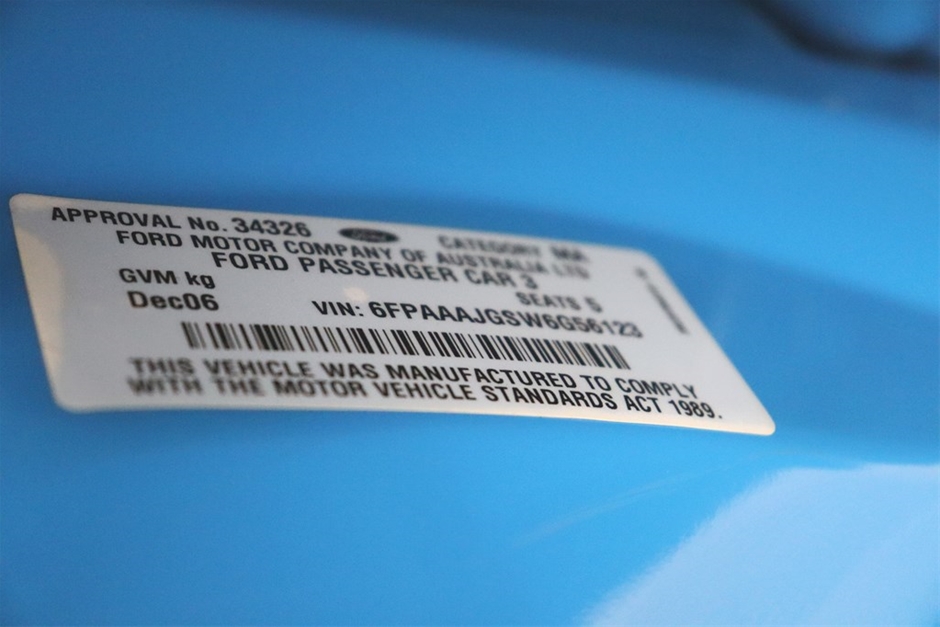 APPROVAL No. 34326 Ford CATEGORY MA
FORD MOTOR COMPANY OF AUSTRALIA LTD
FORD PASSENGER CAR 3
GVM kg SEATS 5
Dec06 VIN: 6FPAAAJGSW6G56123
THIS VEHICLE WAS MANUFACTURED TO COMPLY
WITH THE MOTOR VEHICLE STANDARDS ACT 1989.